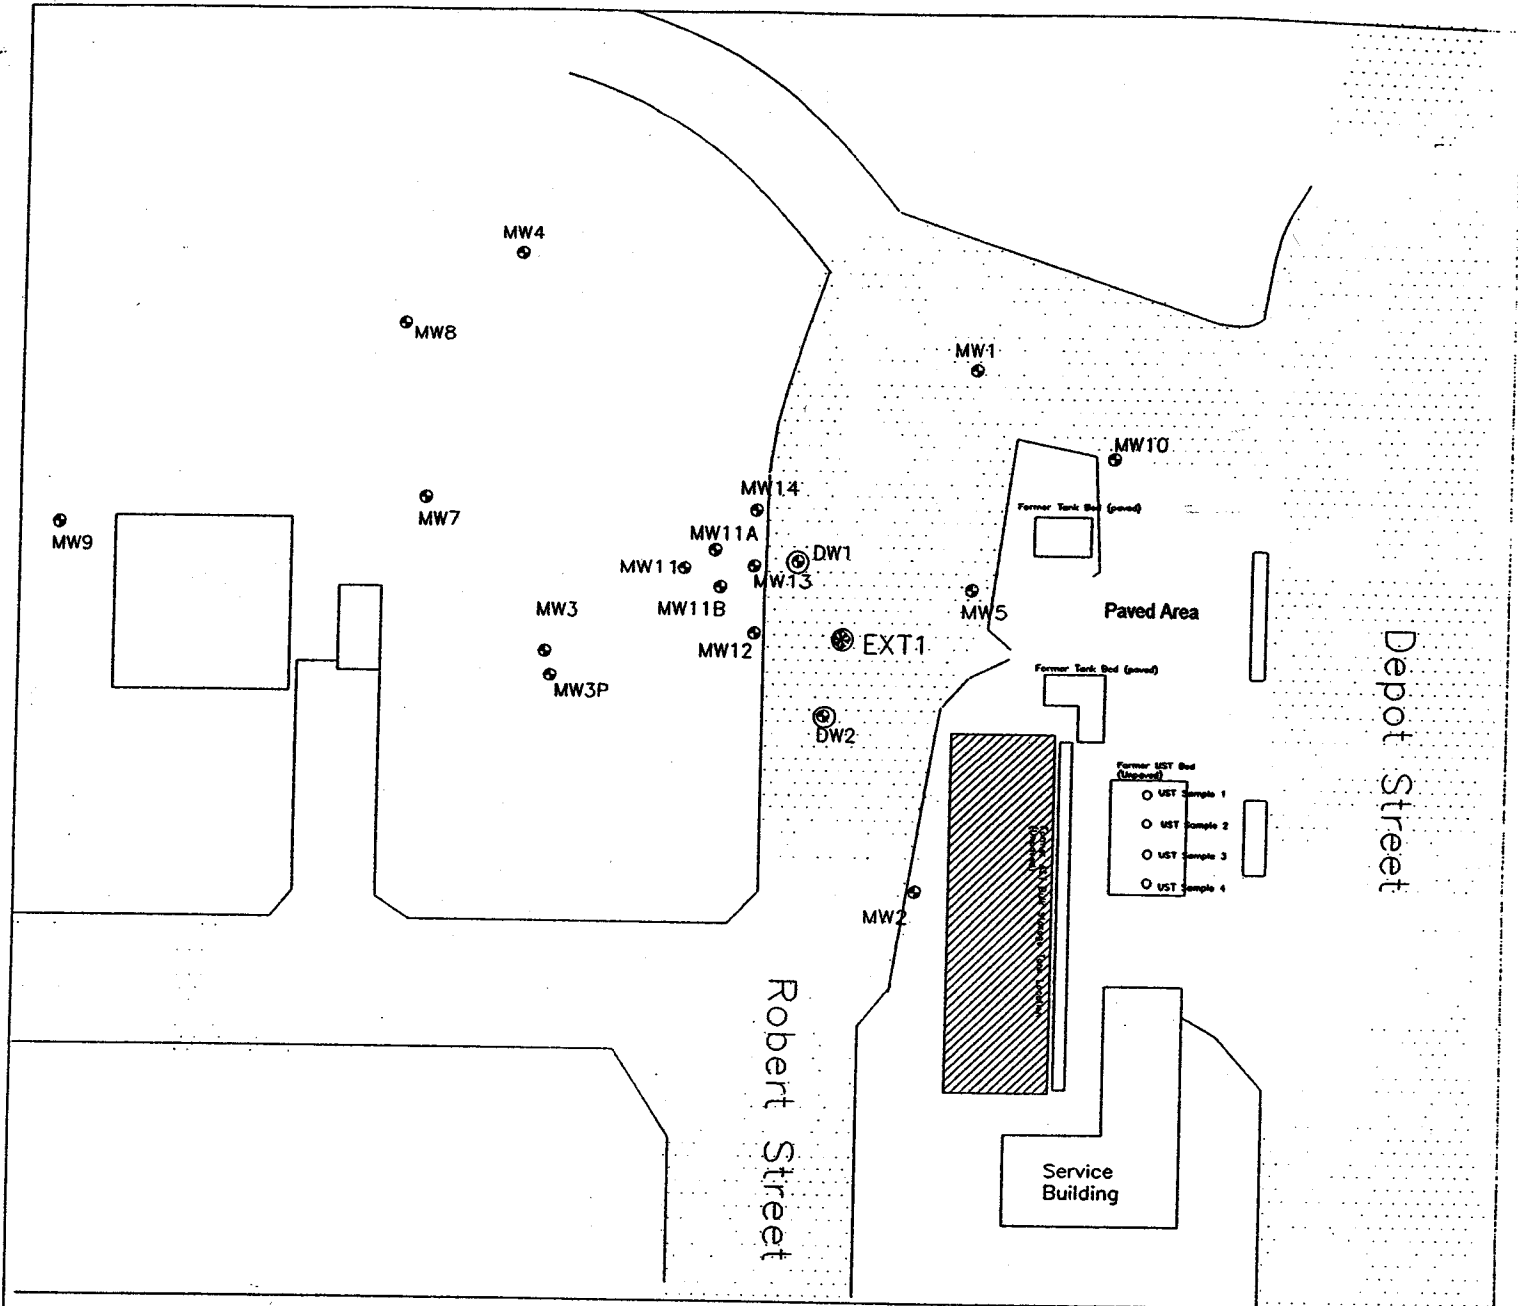 MW4
MW8
MW1
MW10
MW14
Former Tank Bed (paved)
MW7
MW9
MW11A
DW1
MW11
MW13
MW11B
MW3
MW5
Paved Area
MW12
EXT1
MW3P
Former Tank Bed (paved)
DW2
Depot Street
Former UST Bed
(Unpaved)
UST Sample 1
UST Sample 2
UST Sample 3
UST Sample 4
MW2
Robert Street
Service
Building